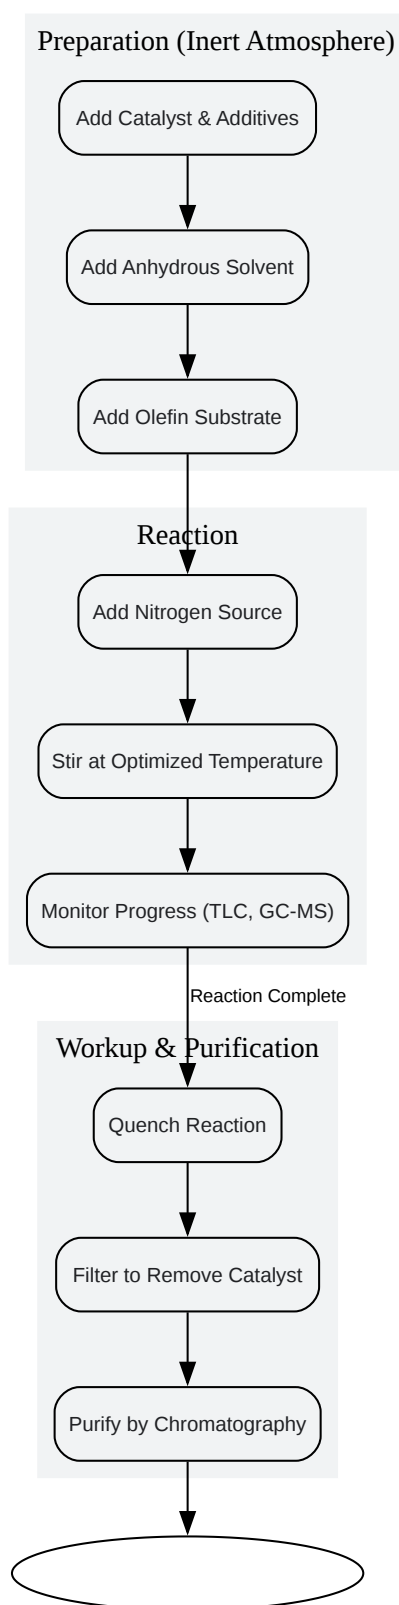 Preparation (Inert Atmosphere)
Add Catalyst & Additives
Add Anhydrous Solvent
Add Olefin Substrate
Reaction
Add Nitrogen Source
Stir at Optimized Temperature
Monitor Progress (TLC, GC-MS)
Reaction Complete
Workup & Purification
Quench Reaction
Filter to Remove Catalyst
Purify by Chromatography